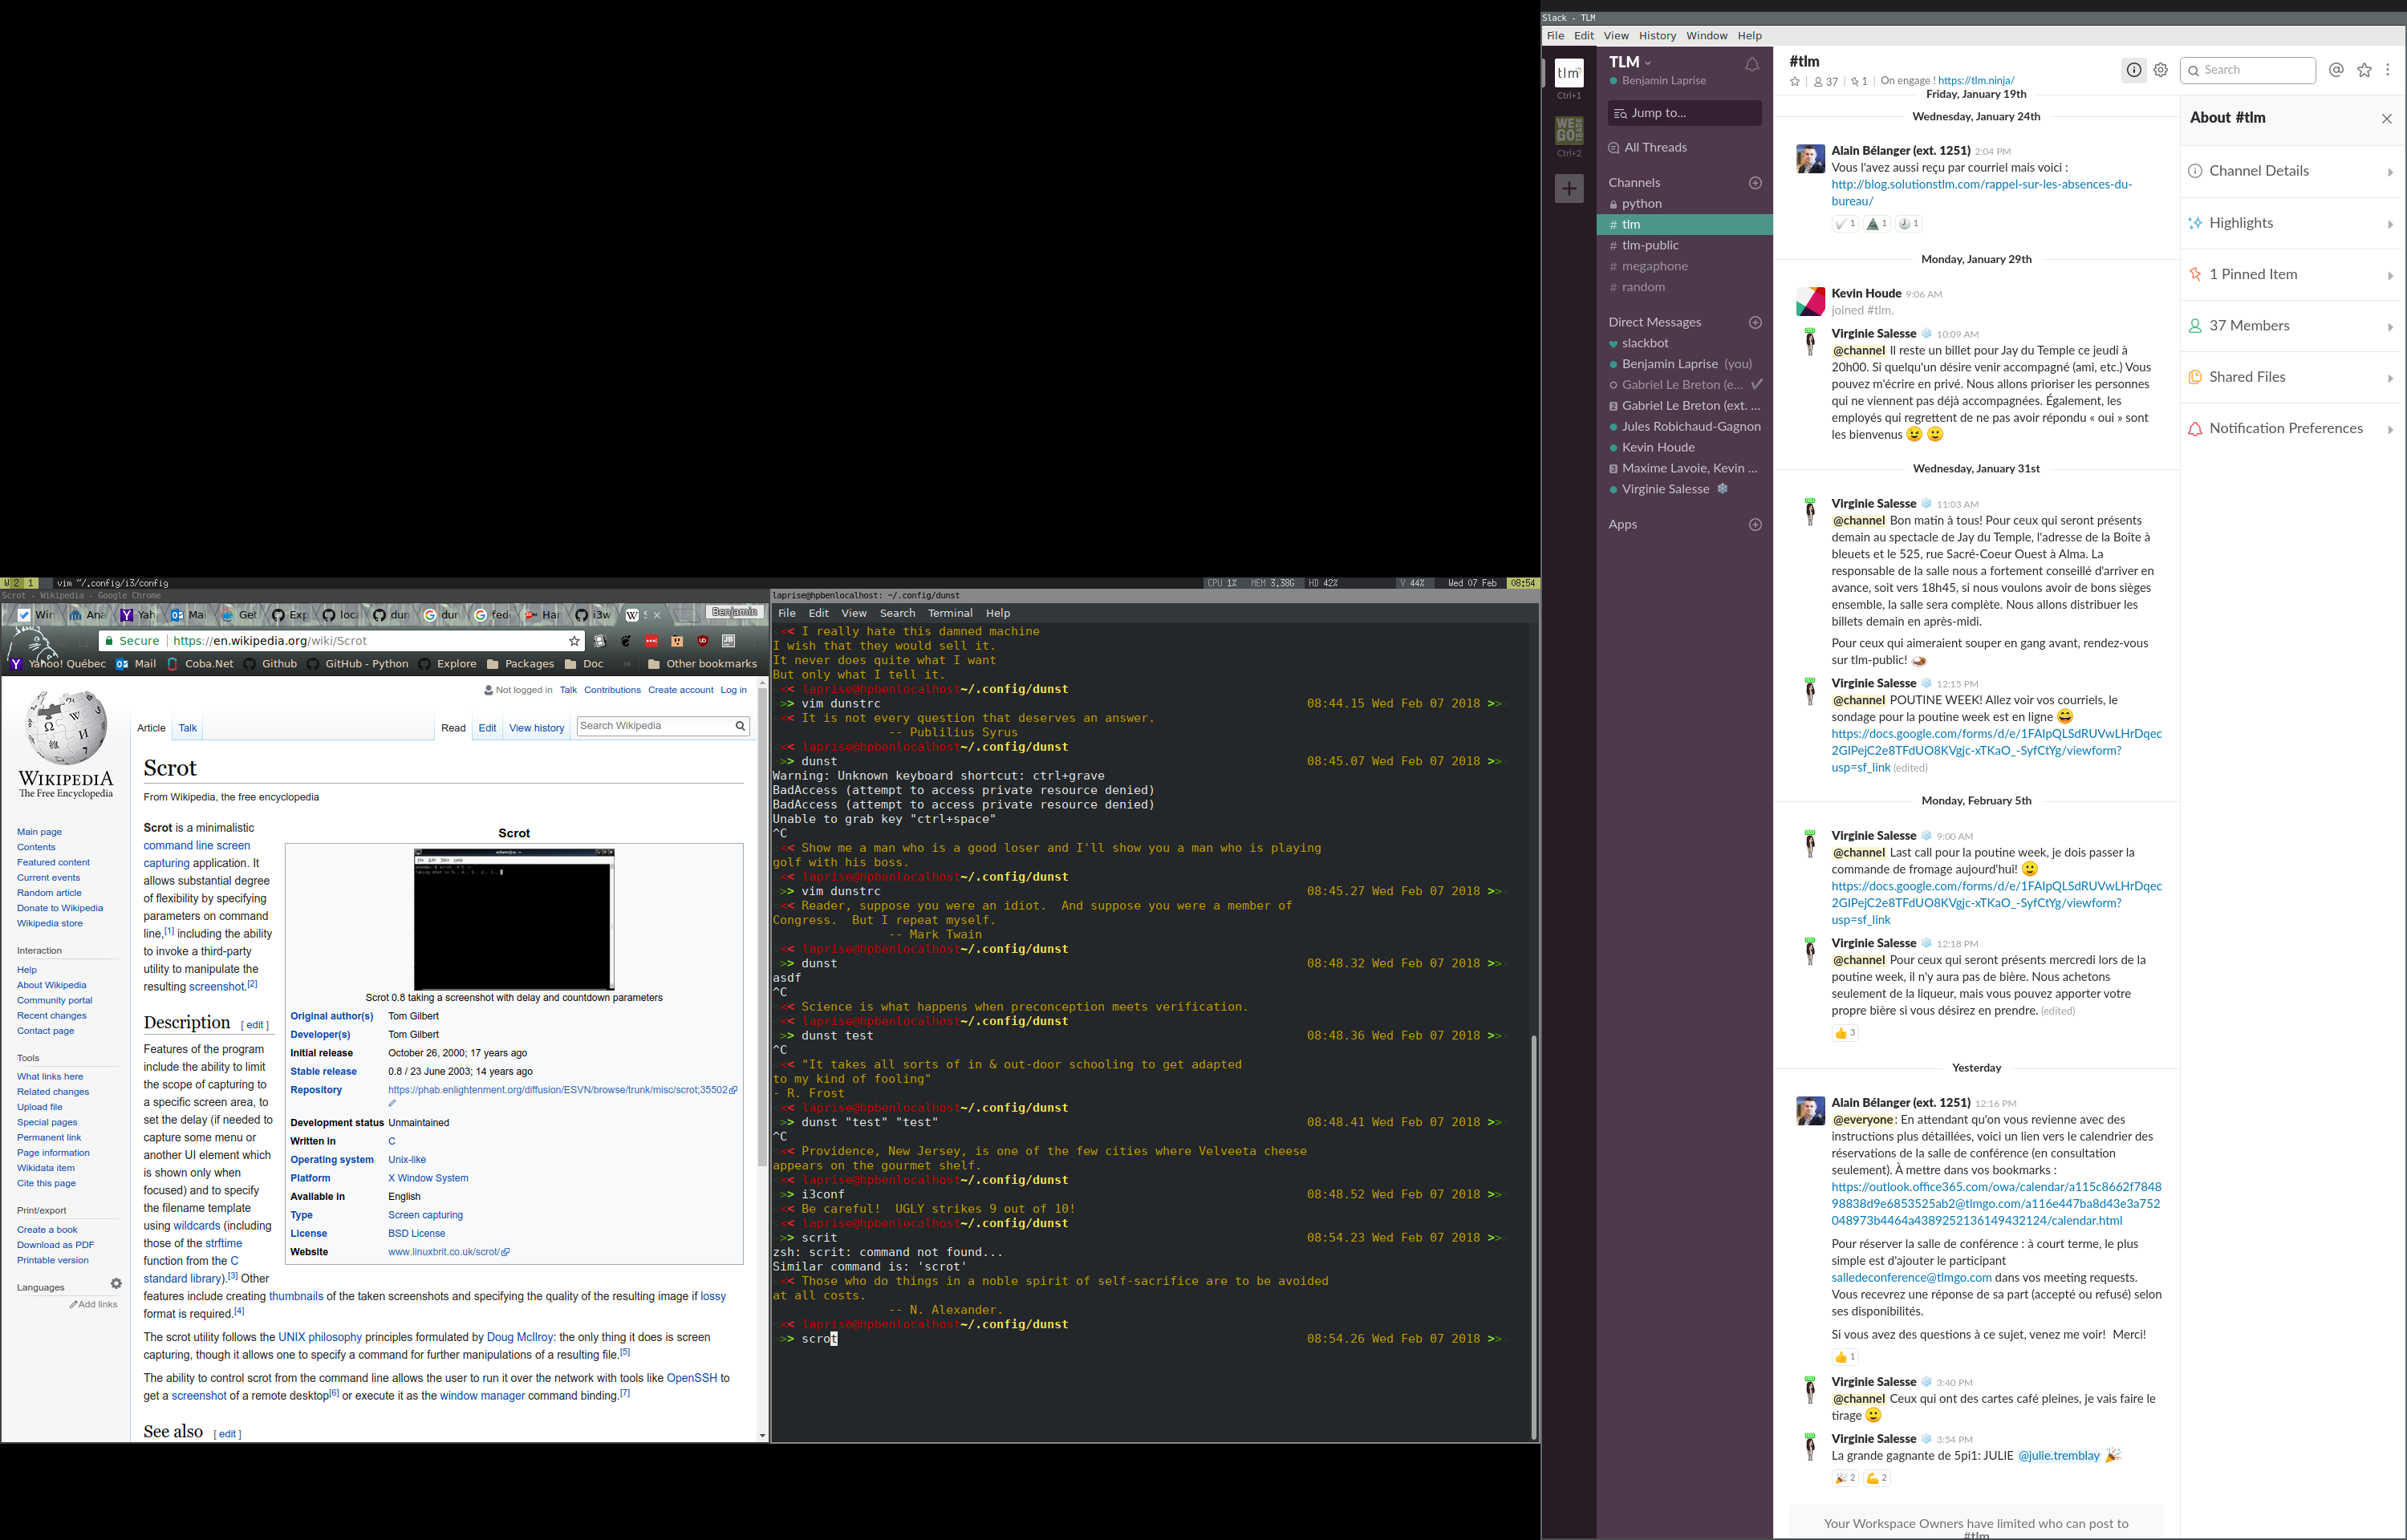 W 2 1 vim ~/.config/i3/config CPU 1% MEM 3,38G HD 42% V 44% Wed 07 Feb 08:54
Scrot - Wikipedia - Google Chrome
Win Ana Yah Mai Get Exp loca dun dun fed Har i3w S Benjamin
Secure https://en.wikipedia.org/wiki/Scrot
Yahoo! Québec Mail Coba.Net Github GitHub - Python Explore Packages Doc » Other bookmarks
Not logged in Talk Contributions Create account Log in
Article Talk Read Edit View history Search Wikipedia
WIKIPEDIA
The Free Encyclopedia
Main page
Contents
Featured content
Current events
Random article
Donate to Wikipedia
Wikipedia store
Interaction
Help
About Wikipedia
Community portal
Recent changes
Contact page
Tools
What links here
Related changes
Upload file
Special pages
Permanent link
Page information
Wikidata item
Cite this page
Print/export
Create a book
Download as PDF
Printable version
Languages
Add links
Scrot
From Wikipedia, the free encyclopedia
Scrot is a minimalistic
command line screen
capturing application. It
allows substantial degree
of flexibility by specifying
parameters on command
line,[1] including the ability
to invoke a third-party
utility to manipulate the
resulting screenshot.[2]
Scrot
Scrot 0.8 taking a screenshot with delay and countdown parameters
Original author(s) Tom Gilbert
Developer(s) Tom Gilbert
Initial release October 26, 2000; 17 years ago
Stable release 0.8 / 23 June 2003; 14 years ago
Repository https://phab.enlightenment.org/diffusion/ESVN/browse/trunk/misc/scrot;35502
Development status Unmaintained
Written in C
Operating system Unix-like
Platform X Window System
Available in English
Type Screen capturing
License BSD License
Website www.linuxbrit.co.uk/scrot/
Description [ edit ]
Features of the program
include the ability to limit
the scope of capturing to
a specific screen area, to
set the delay (if needed to
capture some menu or
another UI element which
is shown only when
focused) and to specify
the filename template
using wildcards (including
those of the strftime
function from the C
standard library).[3] Other
features include creating thumbnails of the taken screenshots and specifying the quality of the resulting image if lossy
format is required.[4]
The scrot utility follows the UNIX philosophy principles formulated by Doug McIlroy: the only thing it does is screen
capturing, though it allows one to specify a command for further manipulations of a resulting file.[5]
The ability to control scrot from the command line allows the user to run it over the network with tools like OpenSSH to
get a screenshot of a remote desktop[6] or execute it as the window manager command binding.[7]
See also [ edit ]
laprise@hpbenlocalhost: ~/.config/dunst
File Edit View Search Terminal Help
<< I really hate this damned machine
I wish that they would sell it.
It never does quite what I want
But only what I tell it.
<< laprise@hpbenlocalhost~/.config/dunst
>> vim dunstrc 08:44.15 Wed Feb 07 2018 >>
<< It is not every question that deserves an answer.
-- Publilius Syrus
<< laprise@hpbenlocalhost~/.config/dunst
>> dunst 08:45.07 Wed Feb 07 2018 >>
Warning: Unknown keyboard shortcut: ctrl+grave
BadAccess (attempt to access private resource denied)
BadAccess (attempt to access private resource denied)
Unable to grab key "ctrl+space"
^C
<< Show me a man who is a good loser and I'll show you a man who is playing
golf with his boss.
<< laprise@hpbenlocalhost~/.config/dunst
>> vim dunstrc 08:45.27 Wed Feb 07 2018 >>
<< Reader, suppose you were an idiot.  And suppose you were a member of
Congress.  But I repeat myself.
-- Mark Twain
<< laprise@hpbenlocalhost~/.config/dunst
>> dunst 08:48.32 Wed Feb 07 2018 >>
asdf
^C
<< Science is what happens when preconception meets verification.
<< laprise@hpbenlocalhost~/.config/dunst
>> dunst test 08:48.36 Wed Feb 07 2018 >>
^C
<< "It takes all sorts of in & out-door schooling to get adapted
to my kind of fooling"
- R. Frost
<< laprise@hpbenlocalhost~/.config/dunst
>> dunst "test" "test" 08:48.41 Wed Feb 07 2018 >>
^C
<< Providence, New Jersey, is one of the few cities where Velveeta cheese
appears on the gourmet shelf.
<< laprise@hpbenlocalhost~/.config/dunst
>> i3conf 08:48.52 Wed Feb 07 2018 >>
<< Be careful!  UGLY strikes 9 out of 10!
<< laprise@hpbenlocalhost~/.config/dunst
>> scrit 08:54.23 Wed Feb 07 2018 >>
zsh: scrit: command not found...
Similar command is: 'scrot'
<< Those who do things in a noble spirit of self-sacrifice are to be avoided
at all costs.
-- N. Alexander.
<< laprise@hpbenlocalhost~/.config/dunst
>> scrot 08:54.26 Wed Feb 07 2018 >>
Slack - TLM
File Edit View History Window Help
tlm
Ctrl+1
WE GO TRADE
Ctrl+2
TLM
Benjamin Laprise
Jump to...
All Threads
Channels
python
# tlm
# tlm-public
# megaphone
# random
Direct Messages
slackbot
Benjamin Laprise (you)
Gabriel Le Breton (e...
2 Gabriel Le Breton (ext. ...
Jules Robichaud-Gagnon
Kevin Houde
3 Maxime Lavoie, Kevin ...
Virginie Salesse
Apps
#tlm
37 | 1 | On engage ! https://tlm.ninja/
Search
Friday, January 19th
Wednesday, January 24th
Alain Bélanger (ext. 1251) 2:04 PM
Vous l'avez aussi reçu par courriel mais voici :
http://blog.solutionstlm.com/rappel-sur-les-absences-du-
bureau/
1 1 1
Monday, January 29th
Kevin Houde 9:06 AM
joined #tlm.
Virginie Salesse 10:09 AM
@channel Il reste un billet pour Jay du Temple ce jeudi à
20h00. Si quelqu'un désire venir accompagné (ami, etc.) Vous
pouvez m'écrire en privé. Nous allons prioriser les personnes
qui ne viennent pas déjà accompagnées. Également, les
employés qui regrettent de ne pas avoir répondu « oui » sont
les bienvenus 😉 🙂
Wednesday, January 31st
Virginie Salesse 11:03 AM
@channel Bon matin à tous! Pour ceux qui seront présents
demain au spectacle de Jay du Temple, l'adresse de la Boîte à
bleuets et le 525, rue Sacré-Coeur Ouest à Alma. La
responsable de la salle nous a fortement conseillé d'arriver en
avance, soit vers 18h45, si nous voulons avoir de bons sièges
ensemble, la salle sera complète. Nous allons distribuer les
billets demain en après-midi.
Pour ceux qui aimeraient souper en gang avant, rendez-vous
sur tlm-public!
Virginie Salesse 12:15 PM
@channel POUTINE WEEK! Allez voir vos courriels, le
sondage pour la poutine week est en ligne 😄
https://docs.google.com/forms/d/e/1FAIpQLSdRUVwLHrDqec
2GIPejC2e8TFdUO8KVgjc-xTKaO_-SyfCtYg/viewform?
usp=sf_link (edited)
Monday, February 5th
Virginie Salesse 9:00 AM
@channel Last call pour la poutine week, je dois passer la
commande de fromage aujourd'hui! 🙂
https://docs.google.com/forms/d/e/1FAIpQLSdRUVwLHrDqec
2GIPejC2e8TFdUO8KVgjc-xTKaO_-SyfCtYg/viewform?
usp=sf_link
Virginie Salesse 12:18 PM
@channel Pour ceux qui seront présents mercredi lors de la
poutine week, il n'y aura pas de bière. Nous achetons
seulement de la liqueur, mais vous pouvez apporter votre
propre bière si vous désirez en prendre. (edited)
👍 3
Yesterday
Alain Bélanger (ext. 1251) 12:16 PM
@everyone: En attendant qu'on vous revienne avec des
instructions plus détaillées, voici un lien vers le calendrier des
réservations de la salle de conférence (en consultation
seulement). À mettre dans vos bookmarks :
https://outlook.office365.com/owa/calendar/a115c8662f7848
98838d9e6853525ab2@tlmgo.com/a116e447ba8d43e3a752
048973b4464a4389252136149432124/calendar.html
Pour réserver la salle de conférence : à court terme, le plus
simple est d'ajouter le participant
salledeconference@tlmgo.com dans vos meeting requests.
Vous recevrez une réponse de sa part (accepté ou refusé) selon
ses disponibilités.
Si vous avez des questions à ce sujet, venez me voir!  Merci!
👍 1
Virginie Salesse 3:40 PM
@channel Ceux qui ont des cartes café pleines, je vais faire le
tirage 🙂
Virginie Salesse 3:54 PM
La grande gagnante de 5pi1: JULIE @julie.tremblay 🎉
🎉 2 💪 2
Your Workspace Owners have limited who can post to
#tlm
About #tlm
Channel Details
Highlights
1 Pinned Item
37 Members
Shared Files
Notification Preferences